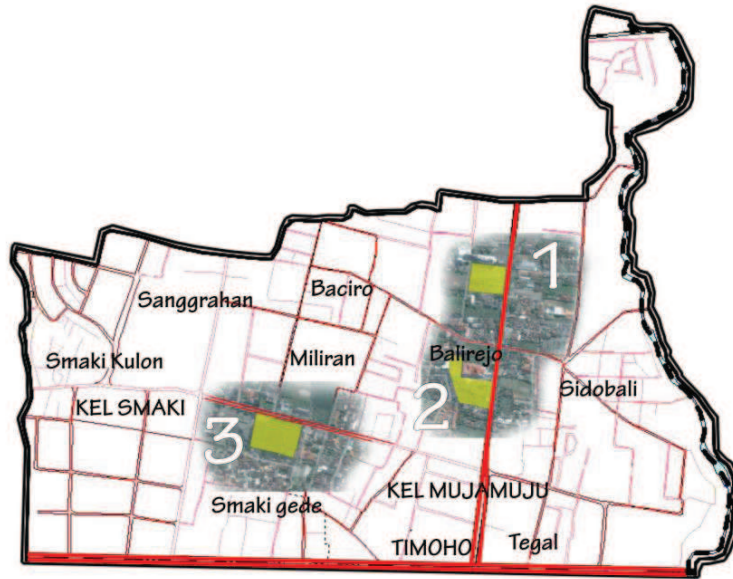 1
Baciro
Sanggrahan
Miliran
Balirejo
Smaki Kulon
Sidobali
2
KEL SMAKI
3
KEL MUJAMUJU
Smaki gede
TIMOHO
Tegal